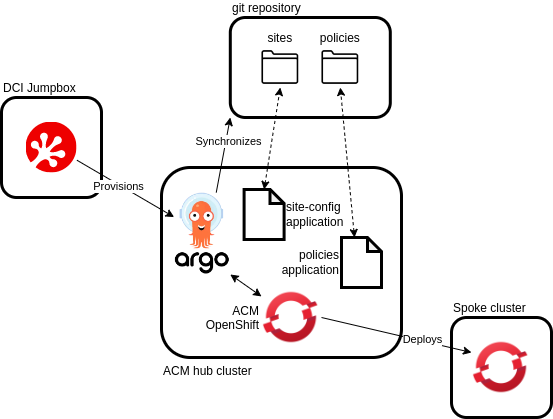 git repository
sites
policies
DCI Jumpbox
Synchronizes
Provisions
site-config
application
argo
policies
application
ACM
OpenShift
Spoke cluster
Deploys
ACM hub cluster